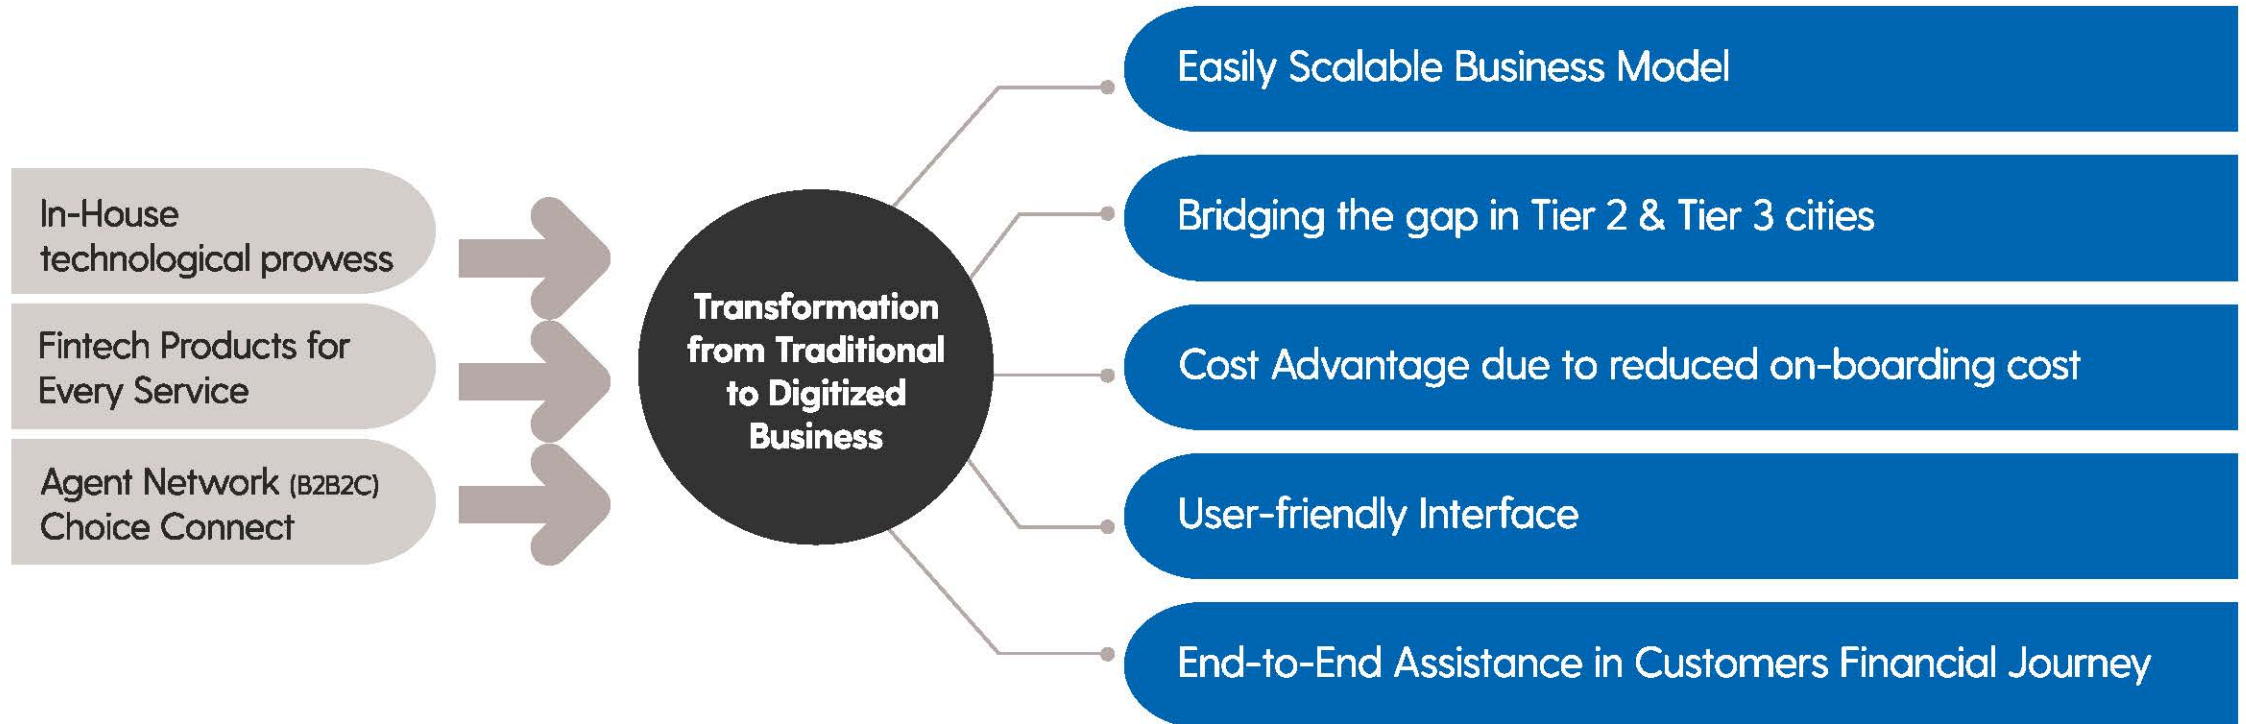 In-House
technological prowess
Fintech Products for
Every Service
Agent Network (B2B2C)
Choice Connect
Transformation
from Traditional
to Digitized
Business
Easily Scalable Business Model
Bridging the gap in Tier 2 & Tier 3 cities
Cost Advantage due to reduced on-boarding cost
User-friendly Interface
End-to-End Assistance in Customers Financial Journey